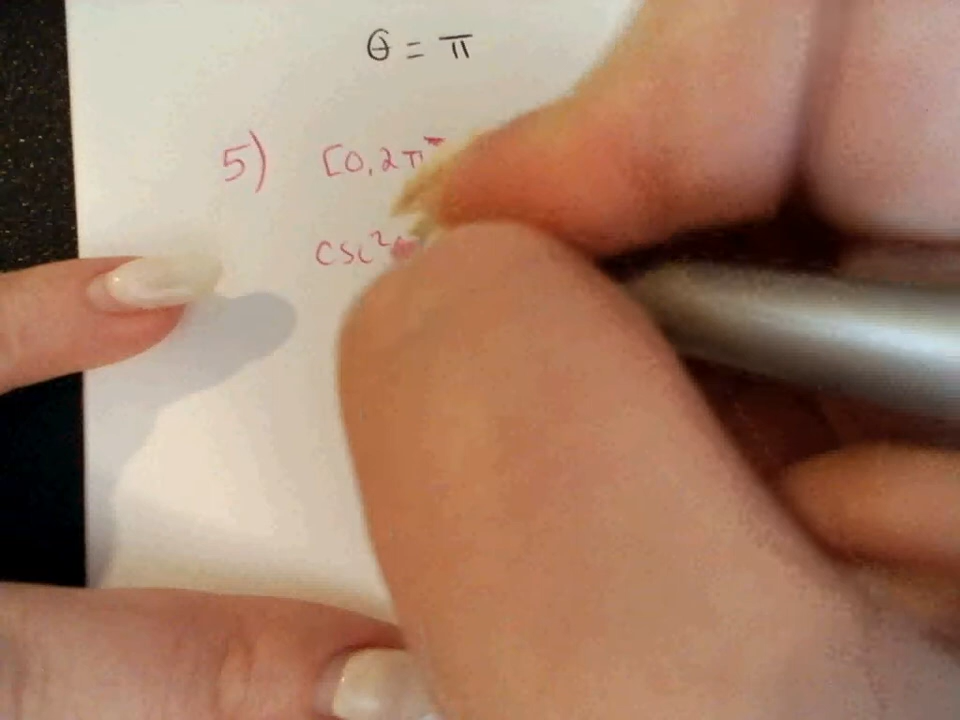 θ = π
5) [0, 2π
csc²